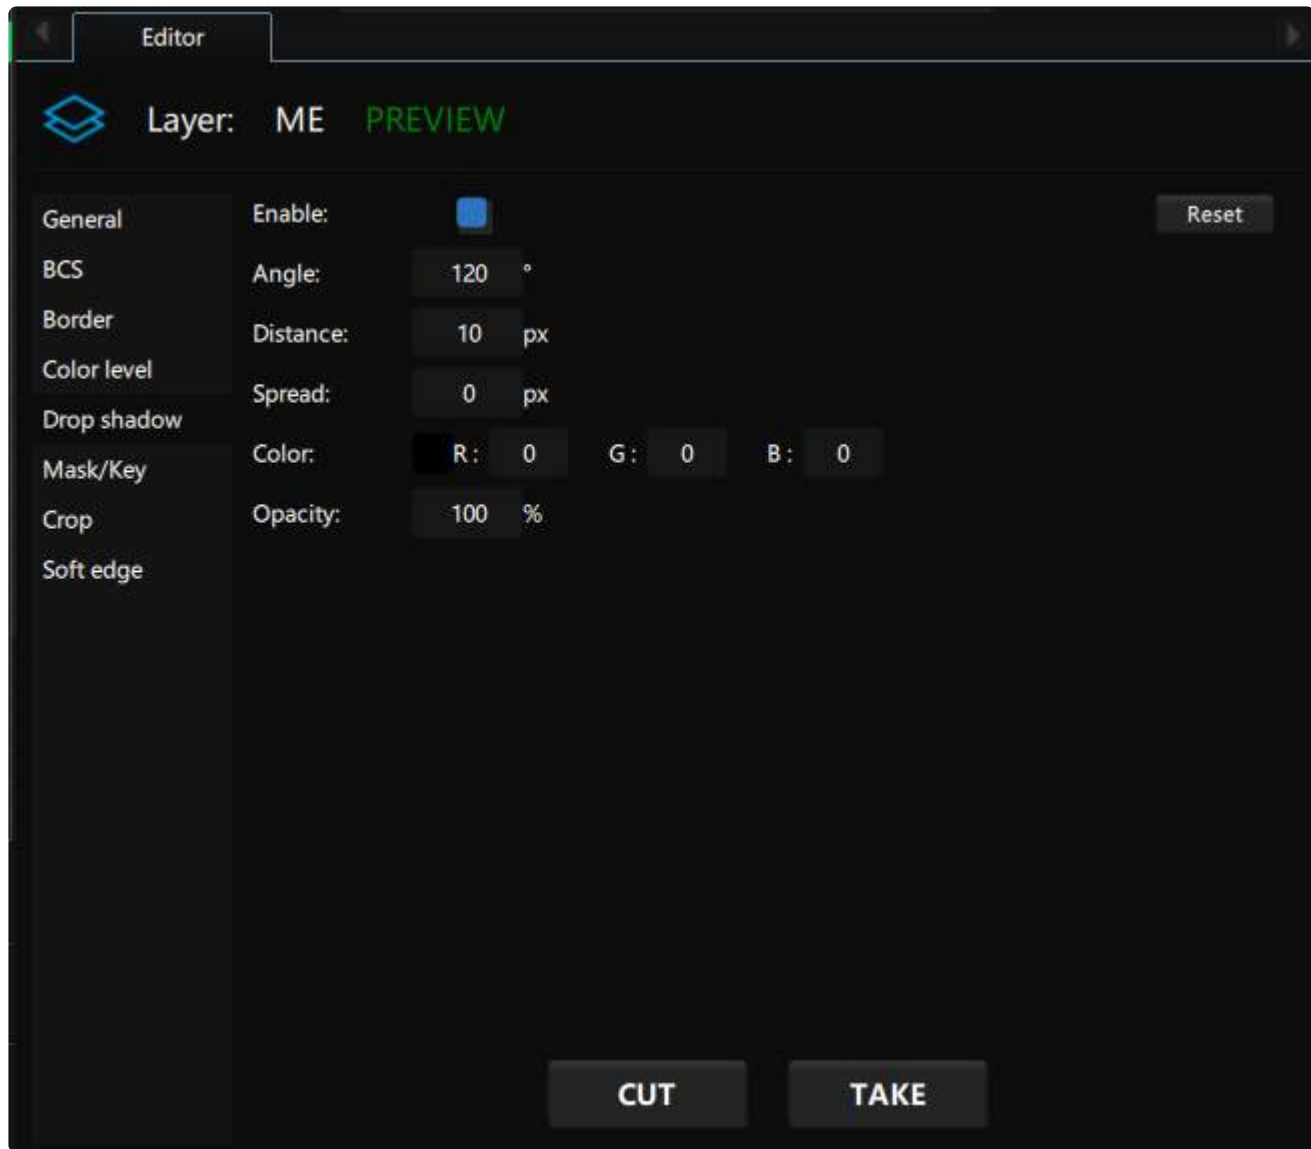 Editor
Layer: ME PREVIEW
General
BCS
Border
Color level
Drop shadow
Mask/Key
Crop
Soft edge
Enable:
Reset
Angle: 120 °
Distance: 10 px
Spread: 0 px
Color: R: 0 G: 0 B: 0
Opacity: 100 %
CUT TAKE